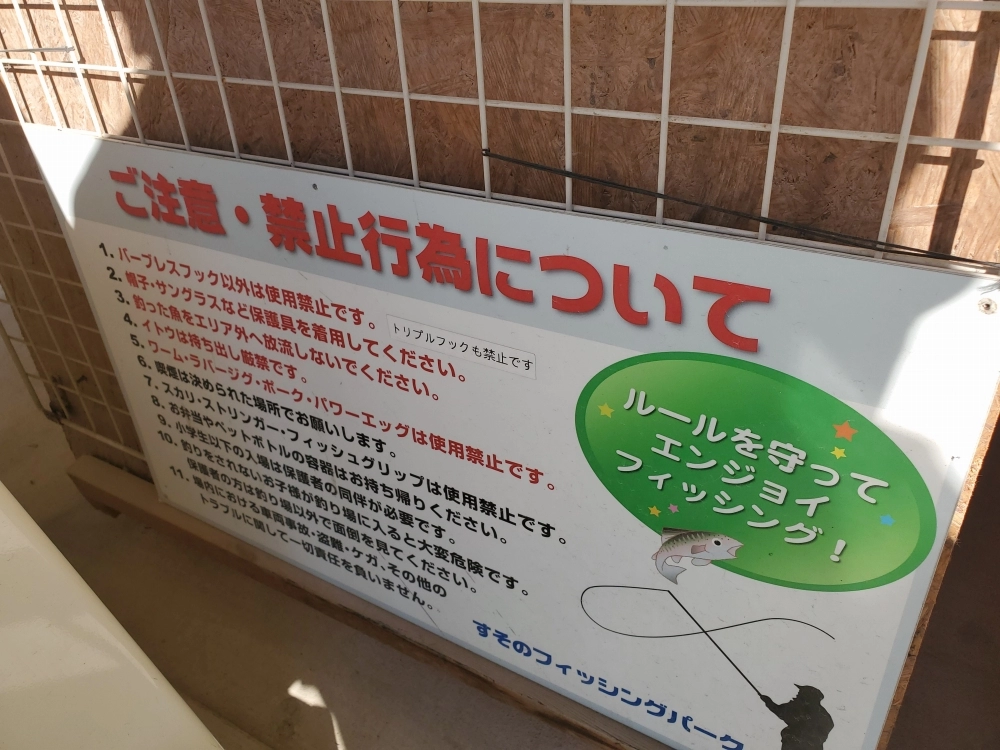 ご注意・禁止行為について
1. バーブレスフック以外は使用禁止です。
トリプルフックも禁止です
2. 帽子・サングラスなど保護具を着用してください。
3. 釣った魚をエリア外へ放流しないでください。
4. イトウは持ち出し厳禁です。
5. ワーム・ラバージグ・ポーク・パワーエッグは使用禁止です。
6. 喫煙は決められた場所でお願いします。
7. スカリ・ストリンガー・フィッシュグリップは使用禁止です。
8. お弁当やペットボトルの容器はお持ち帰りください。
9. 小学生以下の入場は保護者の同伴が必要です。
10. 釣りをされないお子様が釣り場に入ると大変危険です。
保護者の方は釣り場以外で面倒を見てください。
11. 場内における車両事故・盗難・ケガ、その他の
トラブルに関して一切責任を負いません。
ルールを守って
エンジョイ
フィッシング!
すそのフィッシングパーク